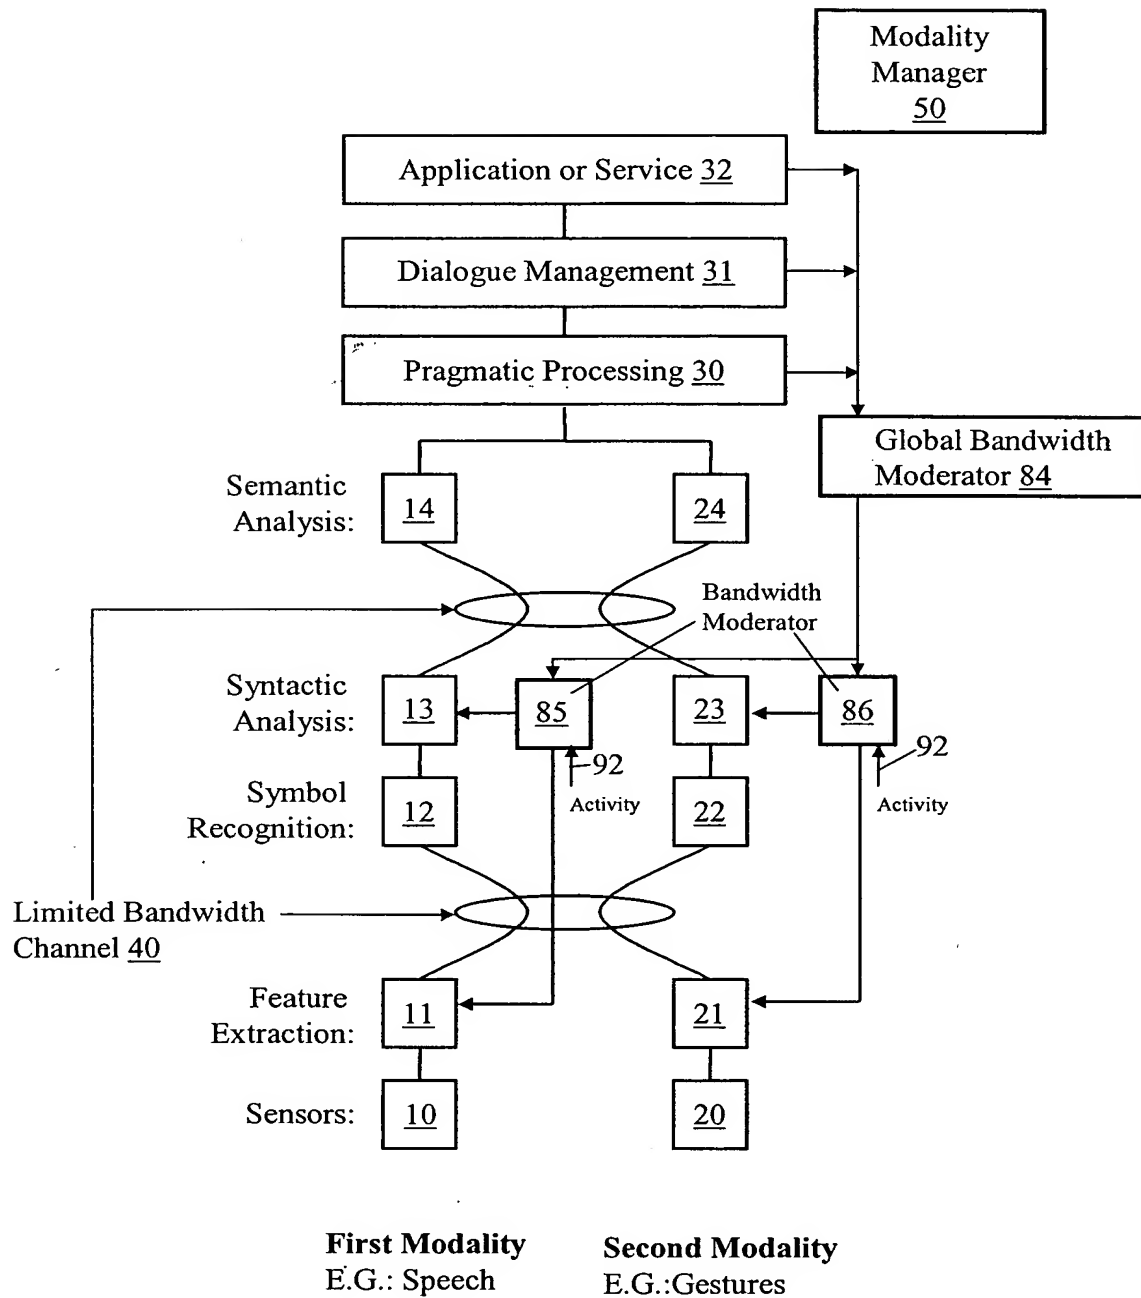 Modality
Manager
50
Application or Service 32
Dialogue Management 31
Pragmatic Processing 30
Global Bandwidth
Moderator 84
Semantic
Analysis:
14
24
Bandwidth
Moderator
Syntactic
Analysis:
13
85
23
86
92
92
Activity
Activity
Symbol
Recognition:
12
22
Limited Bandwidth
Channel 40
Feature
Extraction:
11
21
Sensors:
10
20
First Modality
E.G.: Speech
Second Modality
E.G.:Gestures